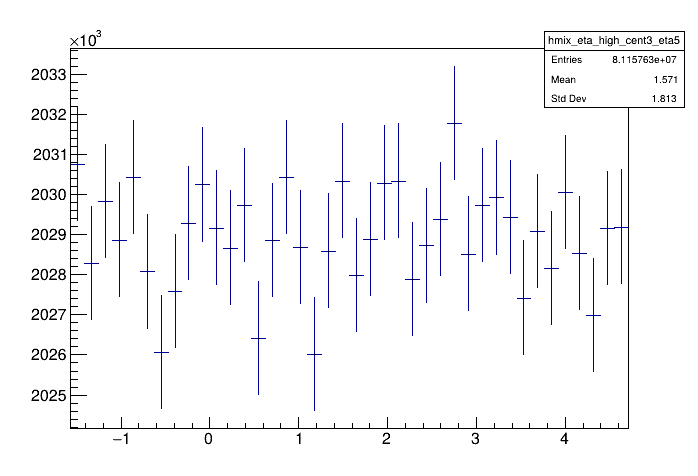 ×10³
hmix_eta_high_cent3_eta5
Entries 8.115763e+07
Mean 1.571
Std Dev 1.813
2033
2032
2031
2030
2029
2028
2027
2026
2025
−1 0 1 2 3 4